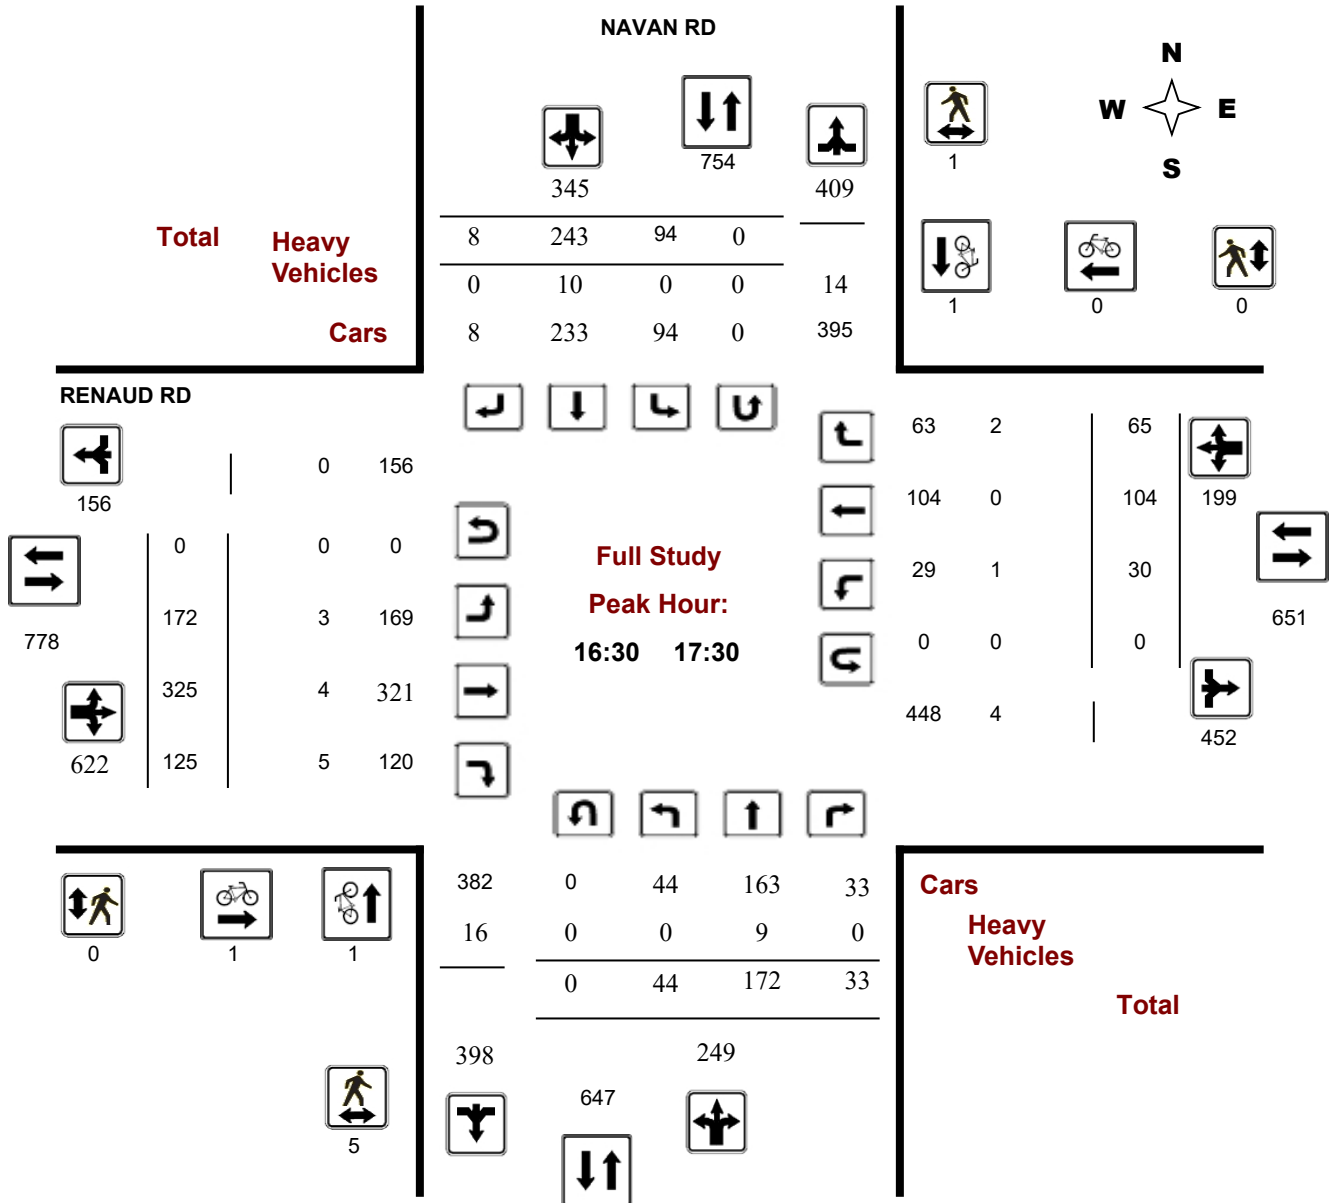 NAVAN RD
N
W E
S
754
1
345 409
Total Heavy Vehicles
8 243 94 0
0 10 0 0 14
Cars 8 233 94 0 395
1 0 0
RENAUD RD
63 2 65
0 156
156
104 0 104 199
0 0 0
Full Study
29 1 30
Peak Hour:
172 3 169
651
778
16:30 17:30
0 0 0
325 4 321
448 4
452
622 125 5 120
382 0 44 163 33 Cars
16 0 0 9 0 Heavy Vehicles
0 1 1
0 44 172 33
Total
398 249
647
5